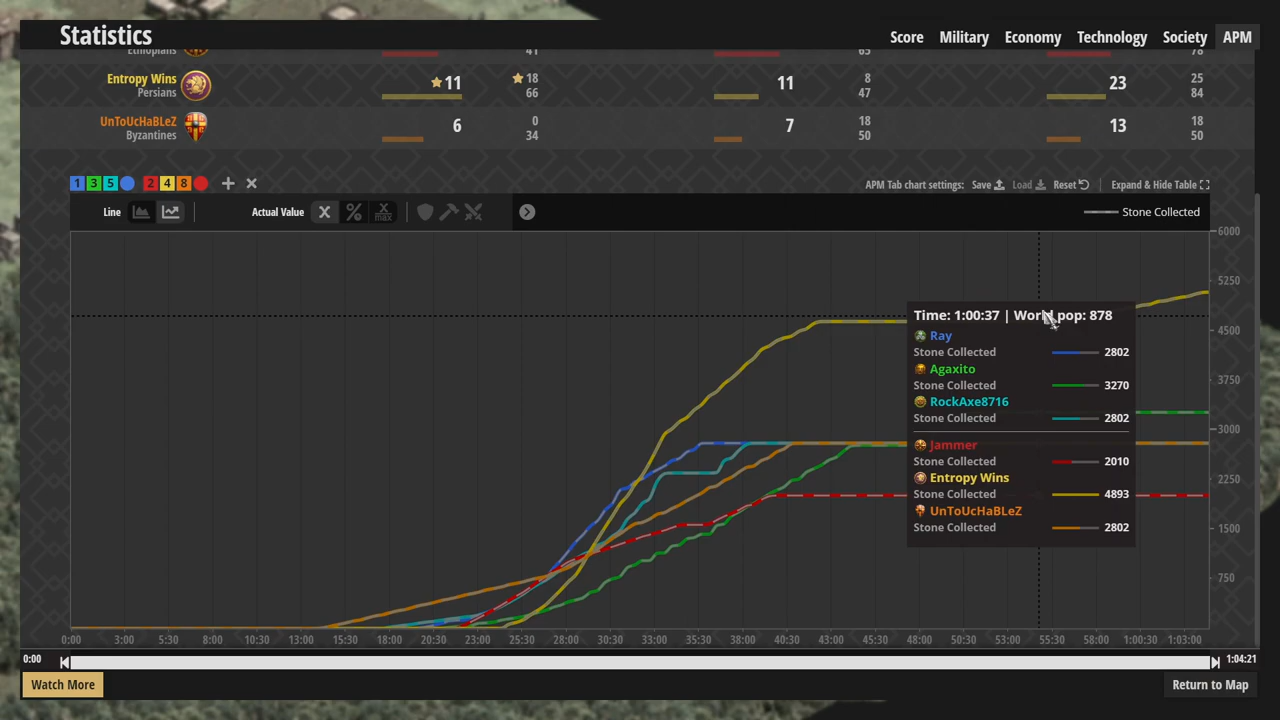 Statistics
Score Military Economy Technology Society APM
Ethiopians 41 65 78
Entropy Wins 11 18 11 8 23 25
Persians 66 47 84
UnToUcHaBLeZ 6 0 7 18 13 18
Byzantines 34 50 50
1 3 5 2 4 8 APM Tab chart settings: Save Load Reset Expand & Hide Table
Line Actual Value X % X max Stone Collected
6000
5250
4500
3750
3000
2250
1500
750
Time: 1:00:37 | World pop: 878
Ray
Stone Collected 2802
Agaxito
Stone Collected 3270
RockAxe8716
Stone Collected 2802
Jammer
Stone Collected 2010
Entropy Wins
Stone Collected 4893
UnToUcHaBLeZ
Stone Collected 2802
0:00 3:00 5:30 8:00 10:30 13:00 15:30 18:00 20:30 23:00 25:30 28:00 30:30 33:00 35:30 38:00 40:30 43:00 45:30 48:00 50:30 53:00 55:30 58:00 1:00:30 1:03:00
0:00 1:04:21
Watch More Return to Map